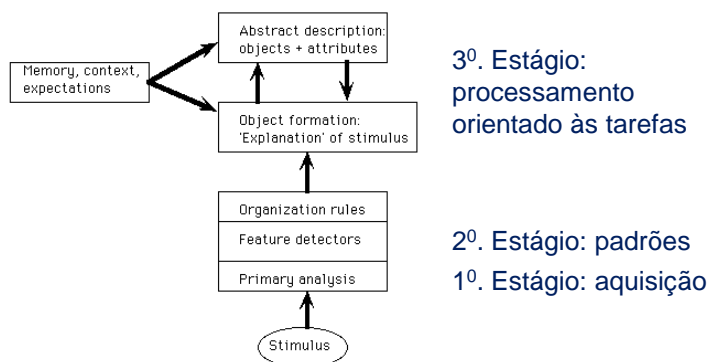 Abstract description:
objects + attributes
Memory, context,
expectations
Object formation:
'Explanation' of stimulus
Organization rules
Feature detectors
Primary analysis
Stimulus
3⁰. Estágio:
processamento
orientado às tarefas
2⁰. Estágio: padrões
1⁰. Estágio: aquisição